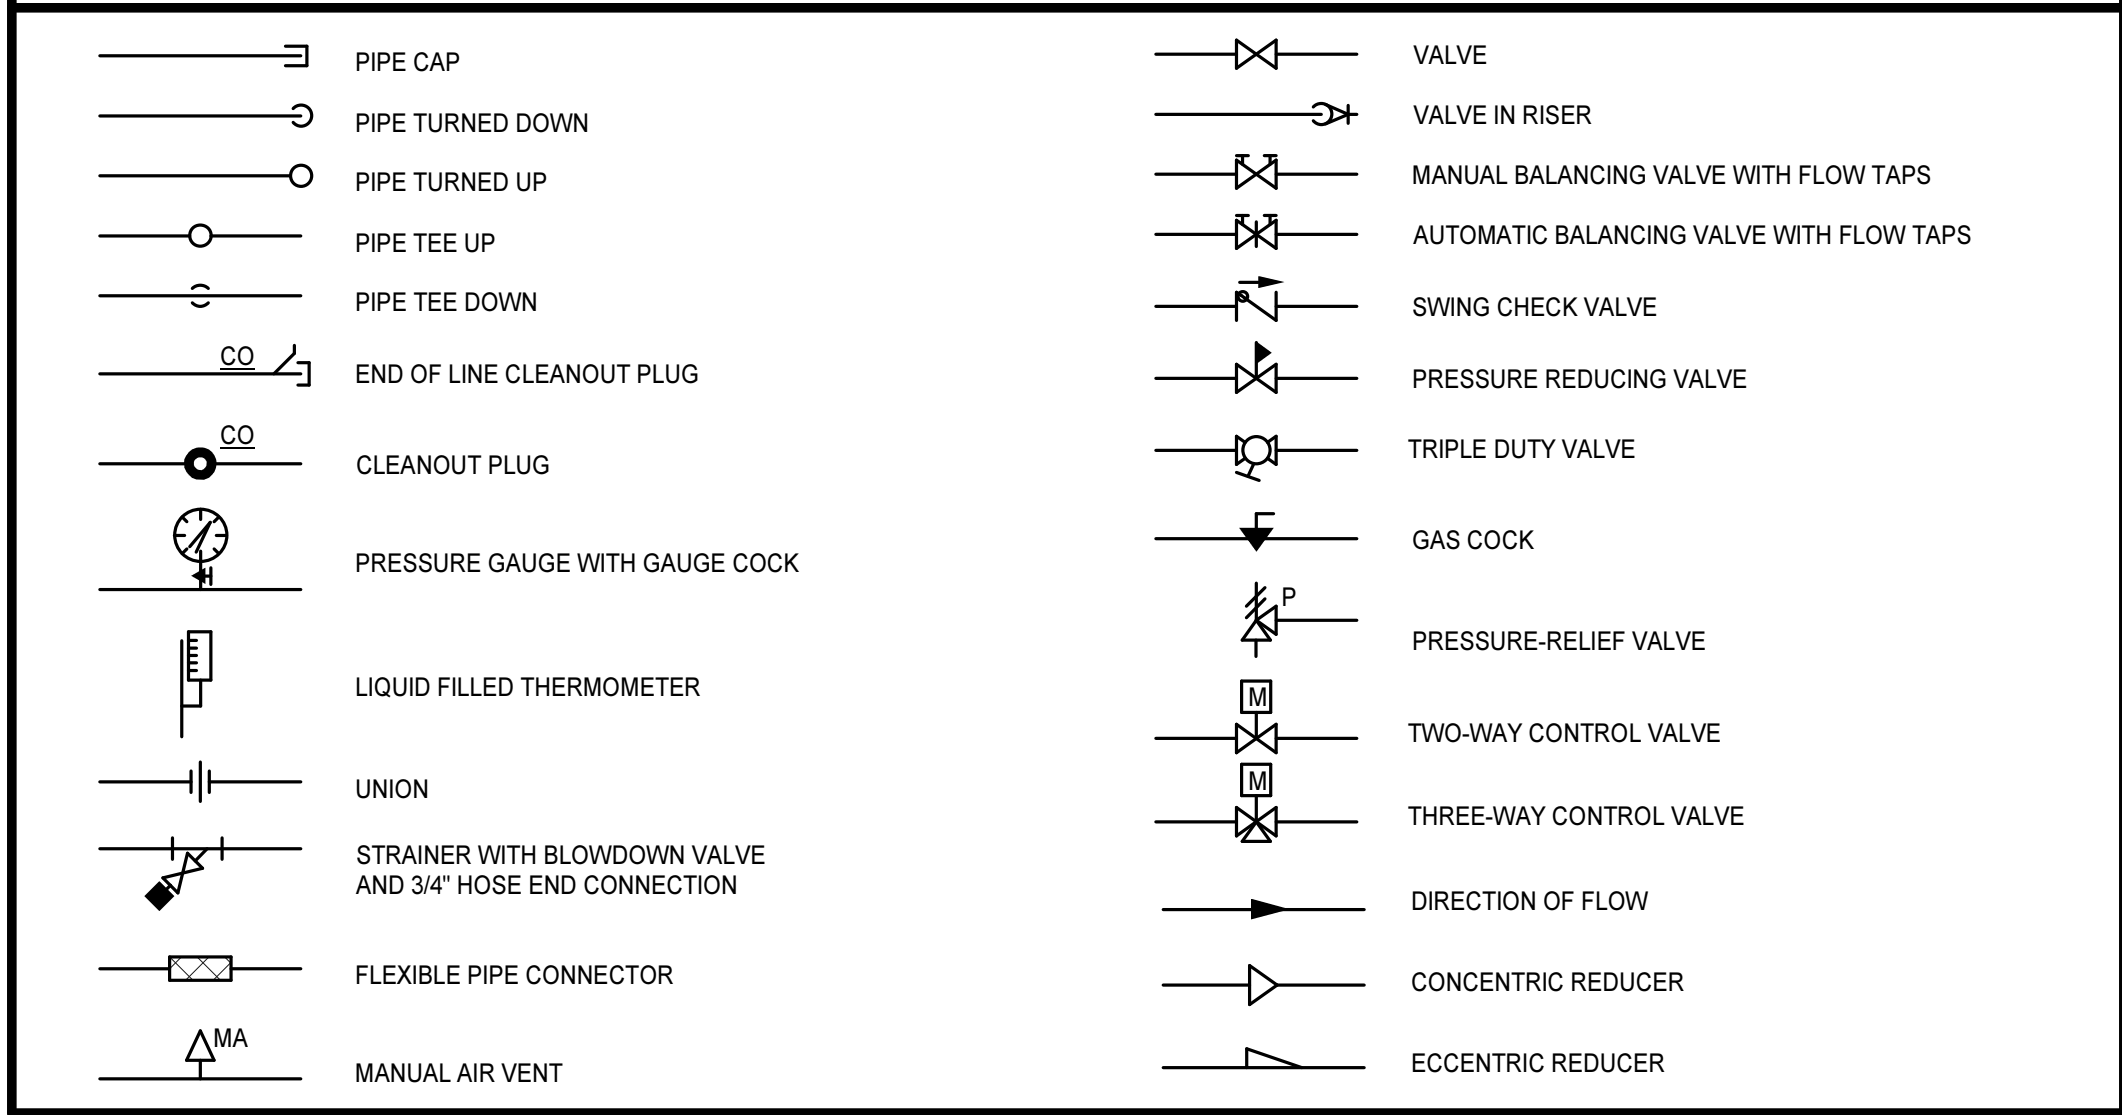 PIPE CAP
PIPE TURNED DOWN
PIPE TURNED UP
PIPE TEE UP
PIPE TEE DOWN
CO
END OF LINE CLEANOUT PLUG
CO
CLEANOUT PLUG
PRESSURE GAUGE WITH GAUGE COCK
LIQUID FILLED THERMOMETER
UNION
STRAINER WITH BLOWDOWN VALVE
AND 3/4" HOSE END CONNECTION
FLEXIBLE PIPE CONNECTOR
MA
MANUAL AIR VENT
VALVE
VALVE IN RISER
MANUAL BALANCING VALVE WITH FLOW TAPS
AUTOMATIC BALANCING VALVE WITH FLOW TAPS
SWING CHECK VALVE
PRESSURE REDUCING VALVE
TRIPLE DUTY VALVE
GAS COCK
P
PRESSURE-RELIEF VALVE
M
TWO-WAY CONTROL VALVE
M
THREE-WAY CONTROL VALVE
DIRECTION OF FLOW
CONCENTRIC REDUCER
ECCENTRIC REDUCER